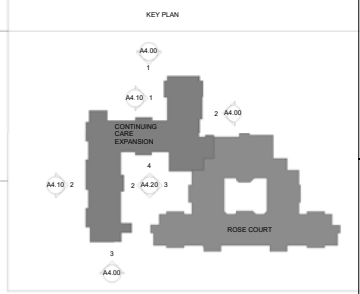 KEY PLAN
A4.00
1
A4.10 1
2 A4.00
CONTINUING
CARE
EXPANSION
4
A4.10 2
2 A4.20 3
ROSE COURT
3
A4.00